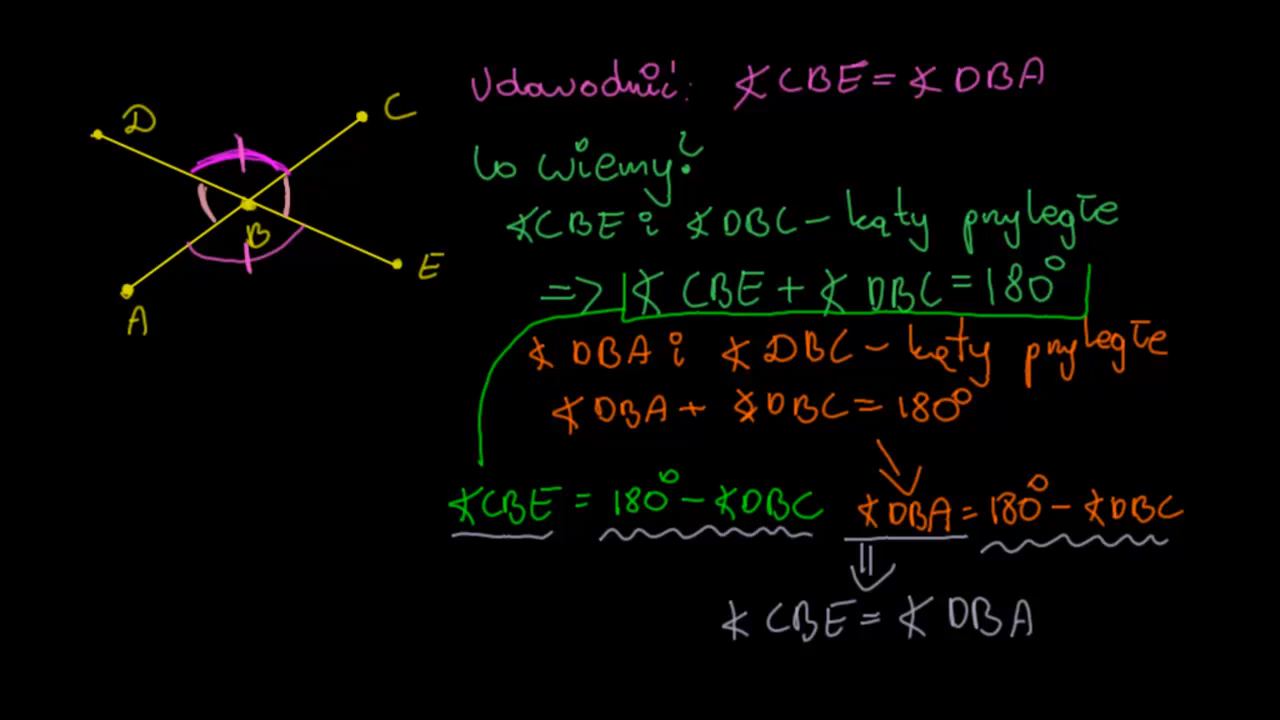 D
C
B
E
A
Udowodnić: ∢CBE = ∢DBA
Co wiemy?
∢CBE i ∢DBC - kąty przyległe
=> ∢CBE + ∢DBC = 180°
∢DBA i ∢DBC - kąty przyległe
∢DBA + ∢DBC = 180°
∢CBE = 180° - ∢DBC ∢DBA = 180° - ∢DBC
∢CBE = ∢DBA